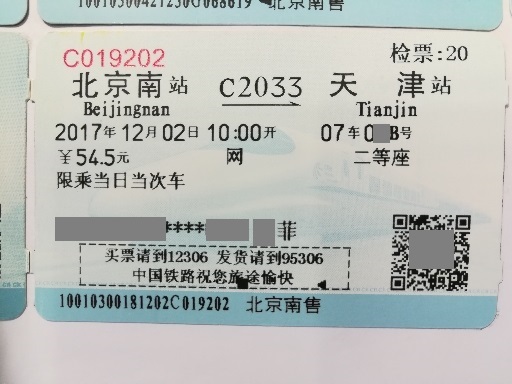 10010300421230G068619 北京南售
C019202 检票:20
北京南站 C2033 天津站
Beijingnan Tianjin
2017年12月02日 10:00开 07车0 B号
￥54.5元 网 二等座
限乘当日当次车
**** 菲
买票请到12306 发货请到95306
中国铁路祝您旅途愉快
10010300181202C019202 北京南售